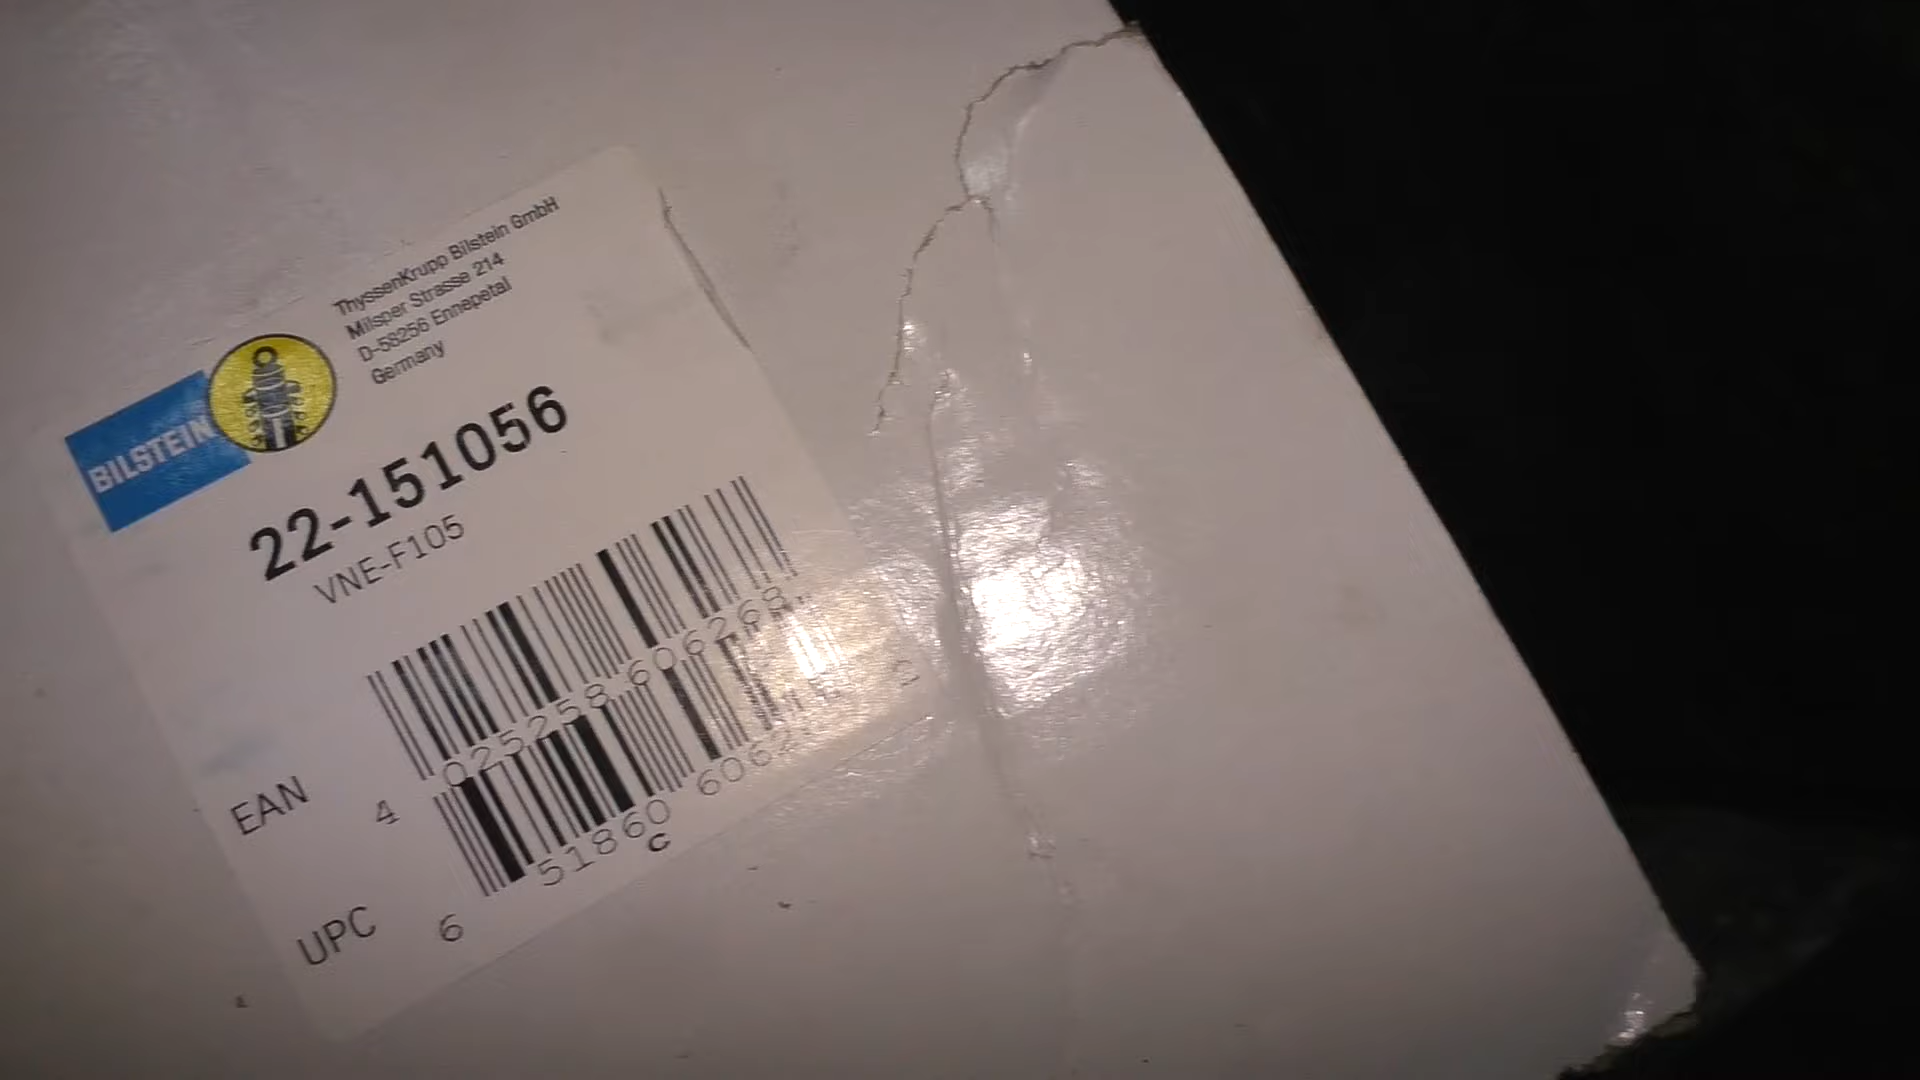 BILSTEIN
ThyssenKrupp Bilstein GmbH
Milsper Strasse 214
D-58256 Ennepetal
Germany
22-151056
VNE-F105
EAN 4 025258 606268
UPC 6 51860
C